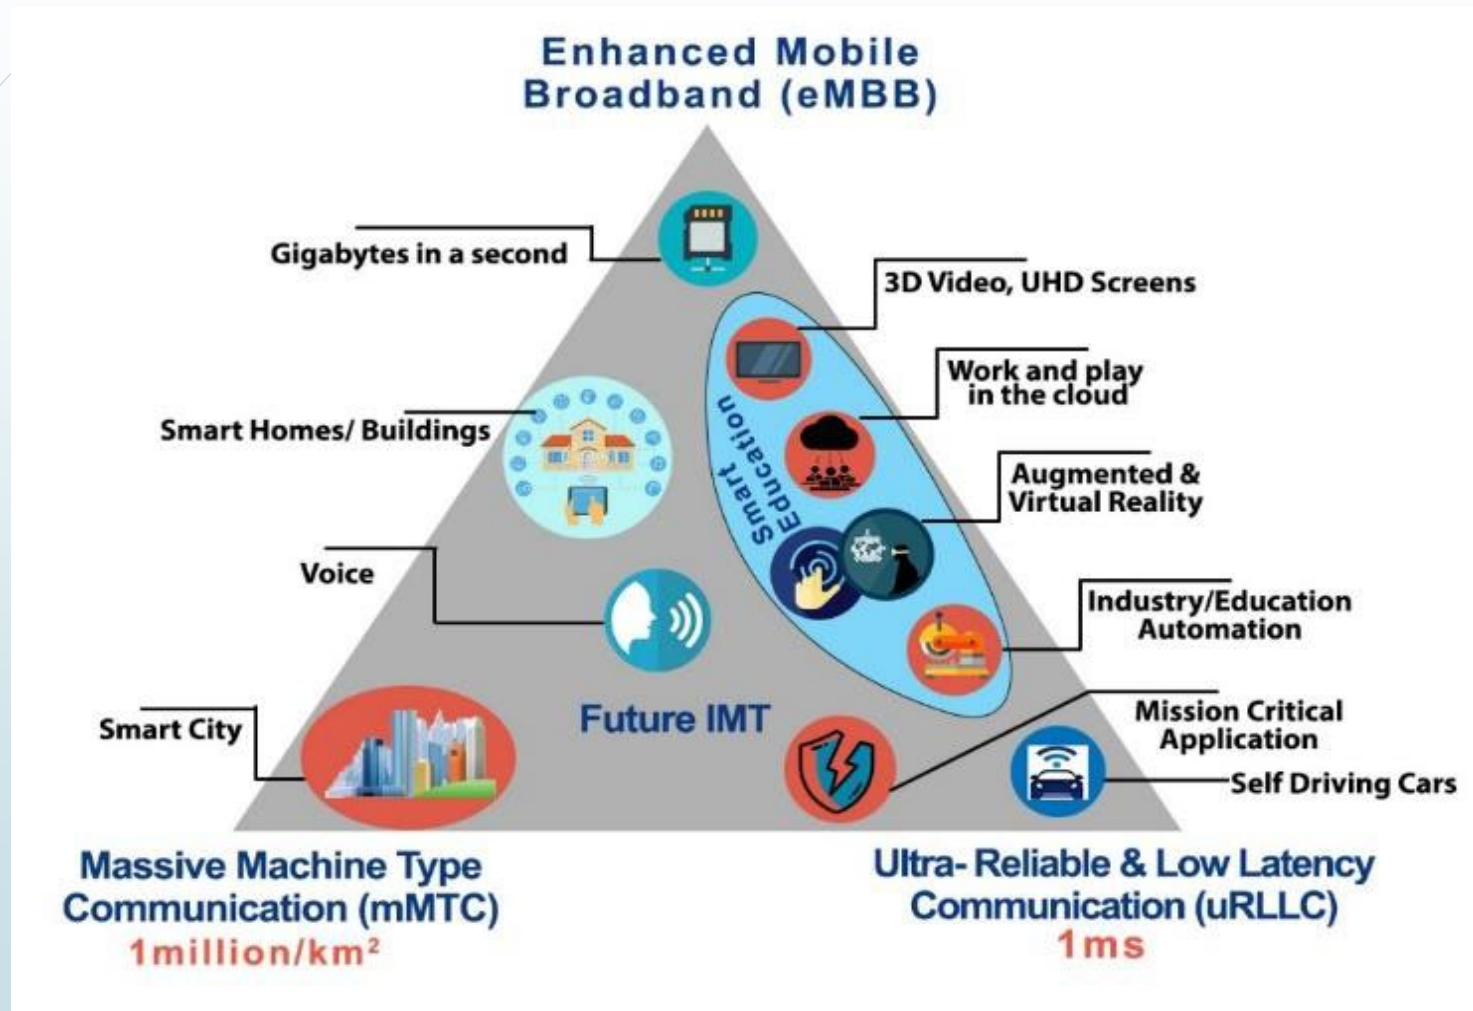 Enhanced Mobile
Broadband (eMBB)
Gigabytes in a second
3D Video, UHD Screens
Work and play
in the cloud
Smart Homes/ Buildings
Smart
Education
Augmented &
Virtual Reality
Voice
Industry/Education
Automation
Future IMT
Mission Critical
Application
Smart City
Self Driving Cars
Massive Machine Type
Communication (mMTC)
1million/km²
Ultra- Reliable & Low Latency
Communication (uRLLC)
1ms